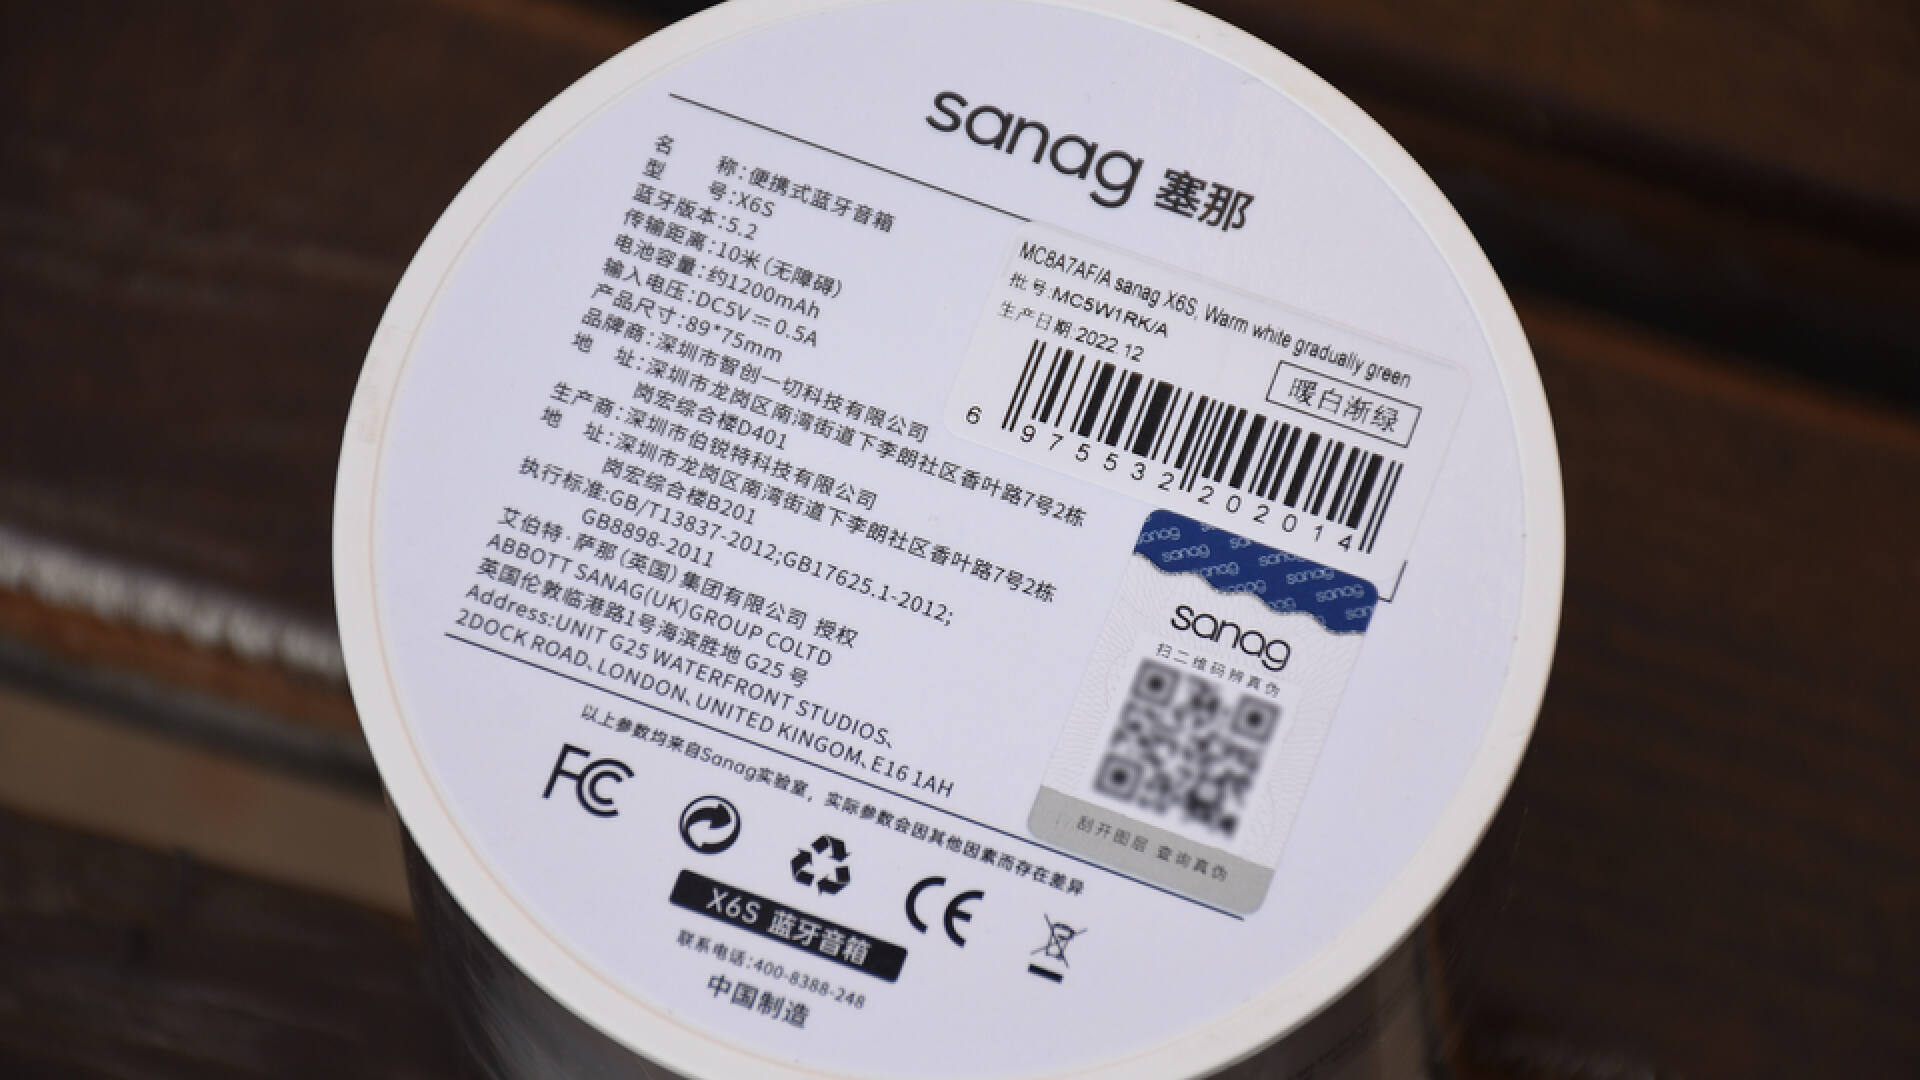 sanag 塞那
名 称:便携式蓝牙音箱
型 号:X6S
蓝牙版本:5.2
传输距离:10米(无障碍)
电池容量:约1200mAh
输入电压:DC5V⎓0.5A
产品尺寸:89*75mm
品牌商:深圳市智创一切科技有限公司
地 址:深圳市龙岗区南湾街道下李朗社区香叶路7号2栋
岗宏综合楼D401
生产商:深圳市伯锐特科技有限公司
地 址:深圳市龙岗区南湾街道下李朗社区香叶路7号2栋
岗宏综合楼B201
执行标准:GB/T13837-2012;GB17625.1-2012;
GB8898-2011
艾伯特·萨那(英国)集团有限公司 授权
ABBOTT SANAG(UK)GROUP COLTD
英国伦敦临港路1号海滨胜地 G25 号
Address:UNIT G25 WATERFRONT STUDIOS、
2DOCK ROAD、LONDON、UNITED KINGOM、E16 1AH
MC8A7AF/A sanag X6S, Warm white gradually green
批号:MC5W1RK/A
生产日期:2022.12
暖白渐绿
6 975532 202014
sanag sanag sanag
sanag
扫二维码辨真伪
刮开图层 查询真伪
以上参数均来自Sanag实验室，实际参数会因其他因素而存在差异
FC CE
X6S 蓝牙音箱
联系电话:400-8388-248
中国制造